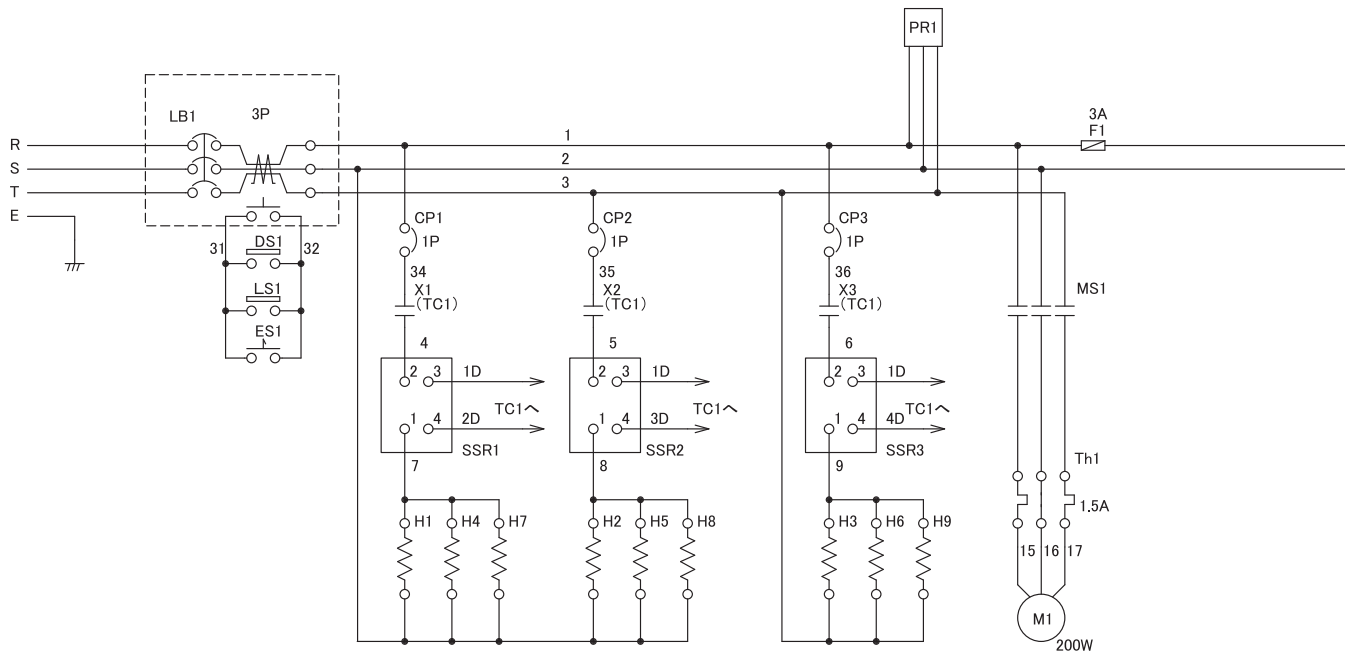 PR1
LB1
3P
3A
F1
R
1
S
2
T
3
E
31
DS1
32
LS1
ES1
CP1
1P
34
X1
(TC1)
4
2
3
1D
TC1へ
1
4
2D
SSR1
7
H1
H4
H7
CP2
1P
35
X2
(TC1)
5
2
3
1D
TC1へ
1
4
3D
SSR2
8
H2
H5
H8
CP3
1P
36
X3
(TC1)
6
2
3
1D
TC1へ
1
4
4D
SSR3
9
H3
H6
H9
MS1
Th1
1.5A
15
16
17
M1
200W